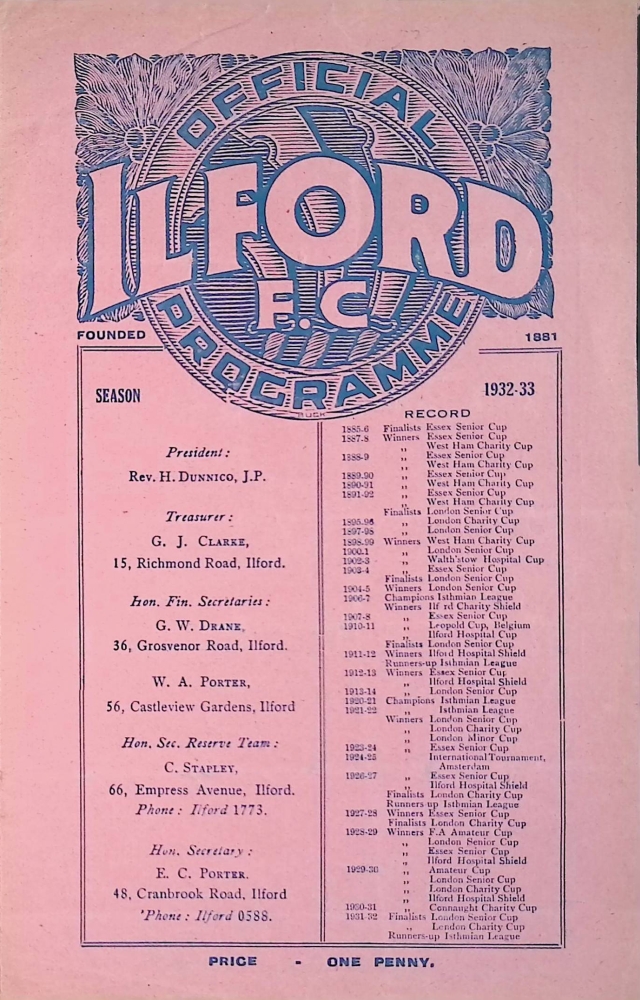 OFFICIAL
ILFORD
F.C.
PROGRAMME
FOUNDED 1881
SEASON 1932-33
President :
Rev. H. DUNNICO, J.P.
Treasurer :
G. J. CLARKE,
15, Richmond Road, Ilford.
Hon. Fin. Secretaries :
G. W. DRANE,
36, Grosvenor Road, Ilford.
W. A. PORTER,
56, Castleview Gardens, Ilford
Hon. Sec. Reserve Team :
C. STAPLEY,
66, Empress Avenue, Ilford.
Phone : Ilford 1773.
Hon. Secretary :
E. C. PORTER.
48, Cranbrook Road, Ilford
'Phone : Ilford 0588.
RECORD
1885-6 Finalists Essex Senior Cup
1887-8 Winners Essex Senior Cup
,, West Ham Charity Cup
1888-9 ,, Essex Senior Cup
,, West Ham Charity Cup
1889-90 ,, Essex Senior Cup
1890-91 ,, West Ham Charity Cup
1891-92 ,, Essex Senior Cup
,, West Ham Charity Cup
Finalists London Senior Cup
1895-96 ,, London Charity Cup
1897-98 ,, London Senior Cup
1898-99 Winners West Ham Charity Cup
1900-1 ,, London Senior Cup
1902-3 ,, Walth'stow Hospital Cup
1903-4 ,, Essex Senior Cup
Finalists London Senior Cup
1904-5 Winners London Senior Cup
1906-7 Champions Isthmian League
Winners Ilf rd Charity Shield
1907-8 ,, Essex Senior Cup
1910-11 ,, Leopold Cup, Belgium
,, Ilford Hospital Cup
Finalists London Senior Cup
1911-12 Winners Ilford Hospital Shield
Runners-up Isthmian League
1912-13 Winners Essex Senior Cup
,, Ilford Hospital Shield
1913-14 ,, London Senior Cup
1920-21 Champions Isthmian League
1921-22 ,, Isthmian League
Winners London Senior Cup
,, London Charity Cup
,, London Minor Cup
1923-24 ,, Essex Senior Cup
1924-25 International Tournament,
Amsterdam
1926-27 ,, Essex Senior Cup
,, Ilford Hospital Shield
Finalists London Charity Cup
Runners up Isthmian League
1927-28 Winners Essex Senior Cup
Finalists London Charity Cup
1928-29 Winners F.A Amateur Cup
,, London Senior Cup
,, Essex Senior Cup
,, Ilford Hospital Shield
1929-30 ,, Amateur Cup
,, London Senior Cup
,, London Charity Cup
,, Ilford Hospital Shield
1930-31 ,, Connaught Charity Cup
1931-32 Finalists London Senior Cup
,, London Charity Cup
Runners-up Isthmian League
PRICE - ONE PENNY.